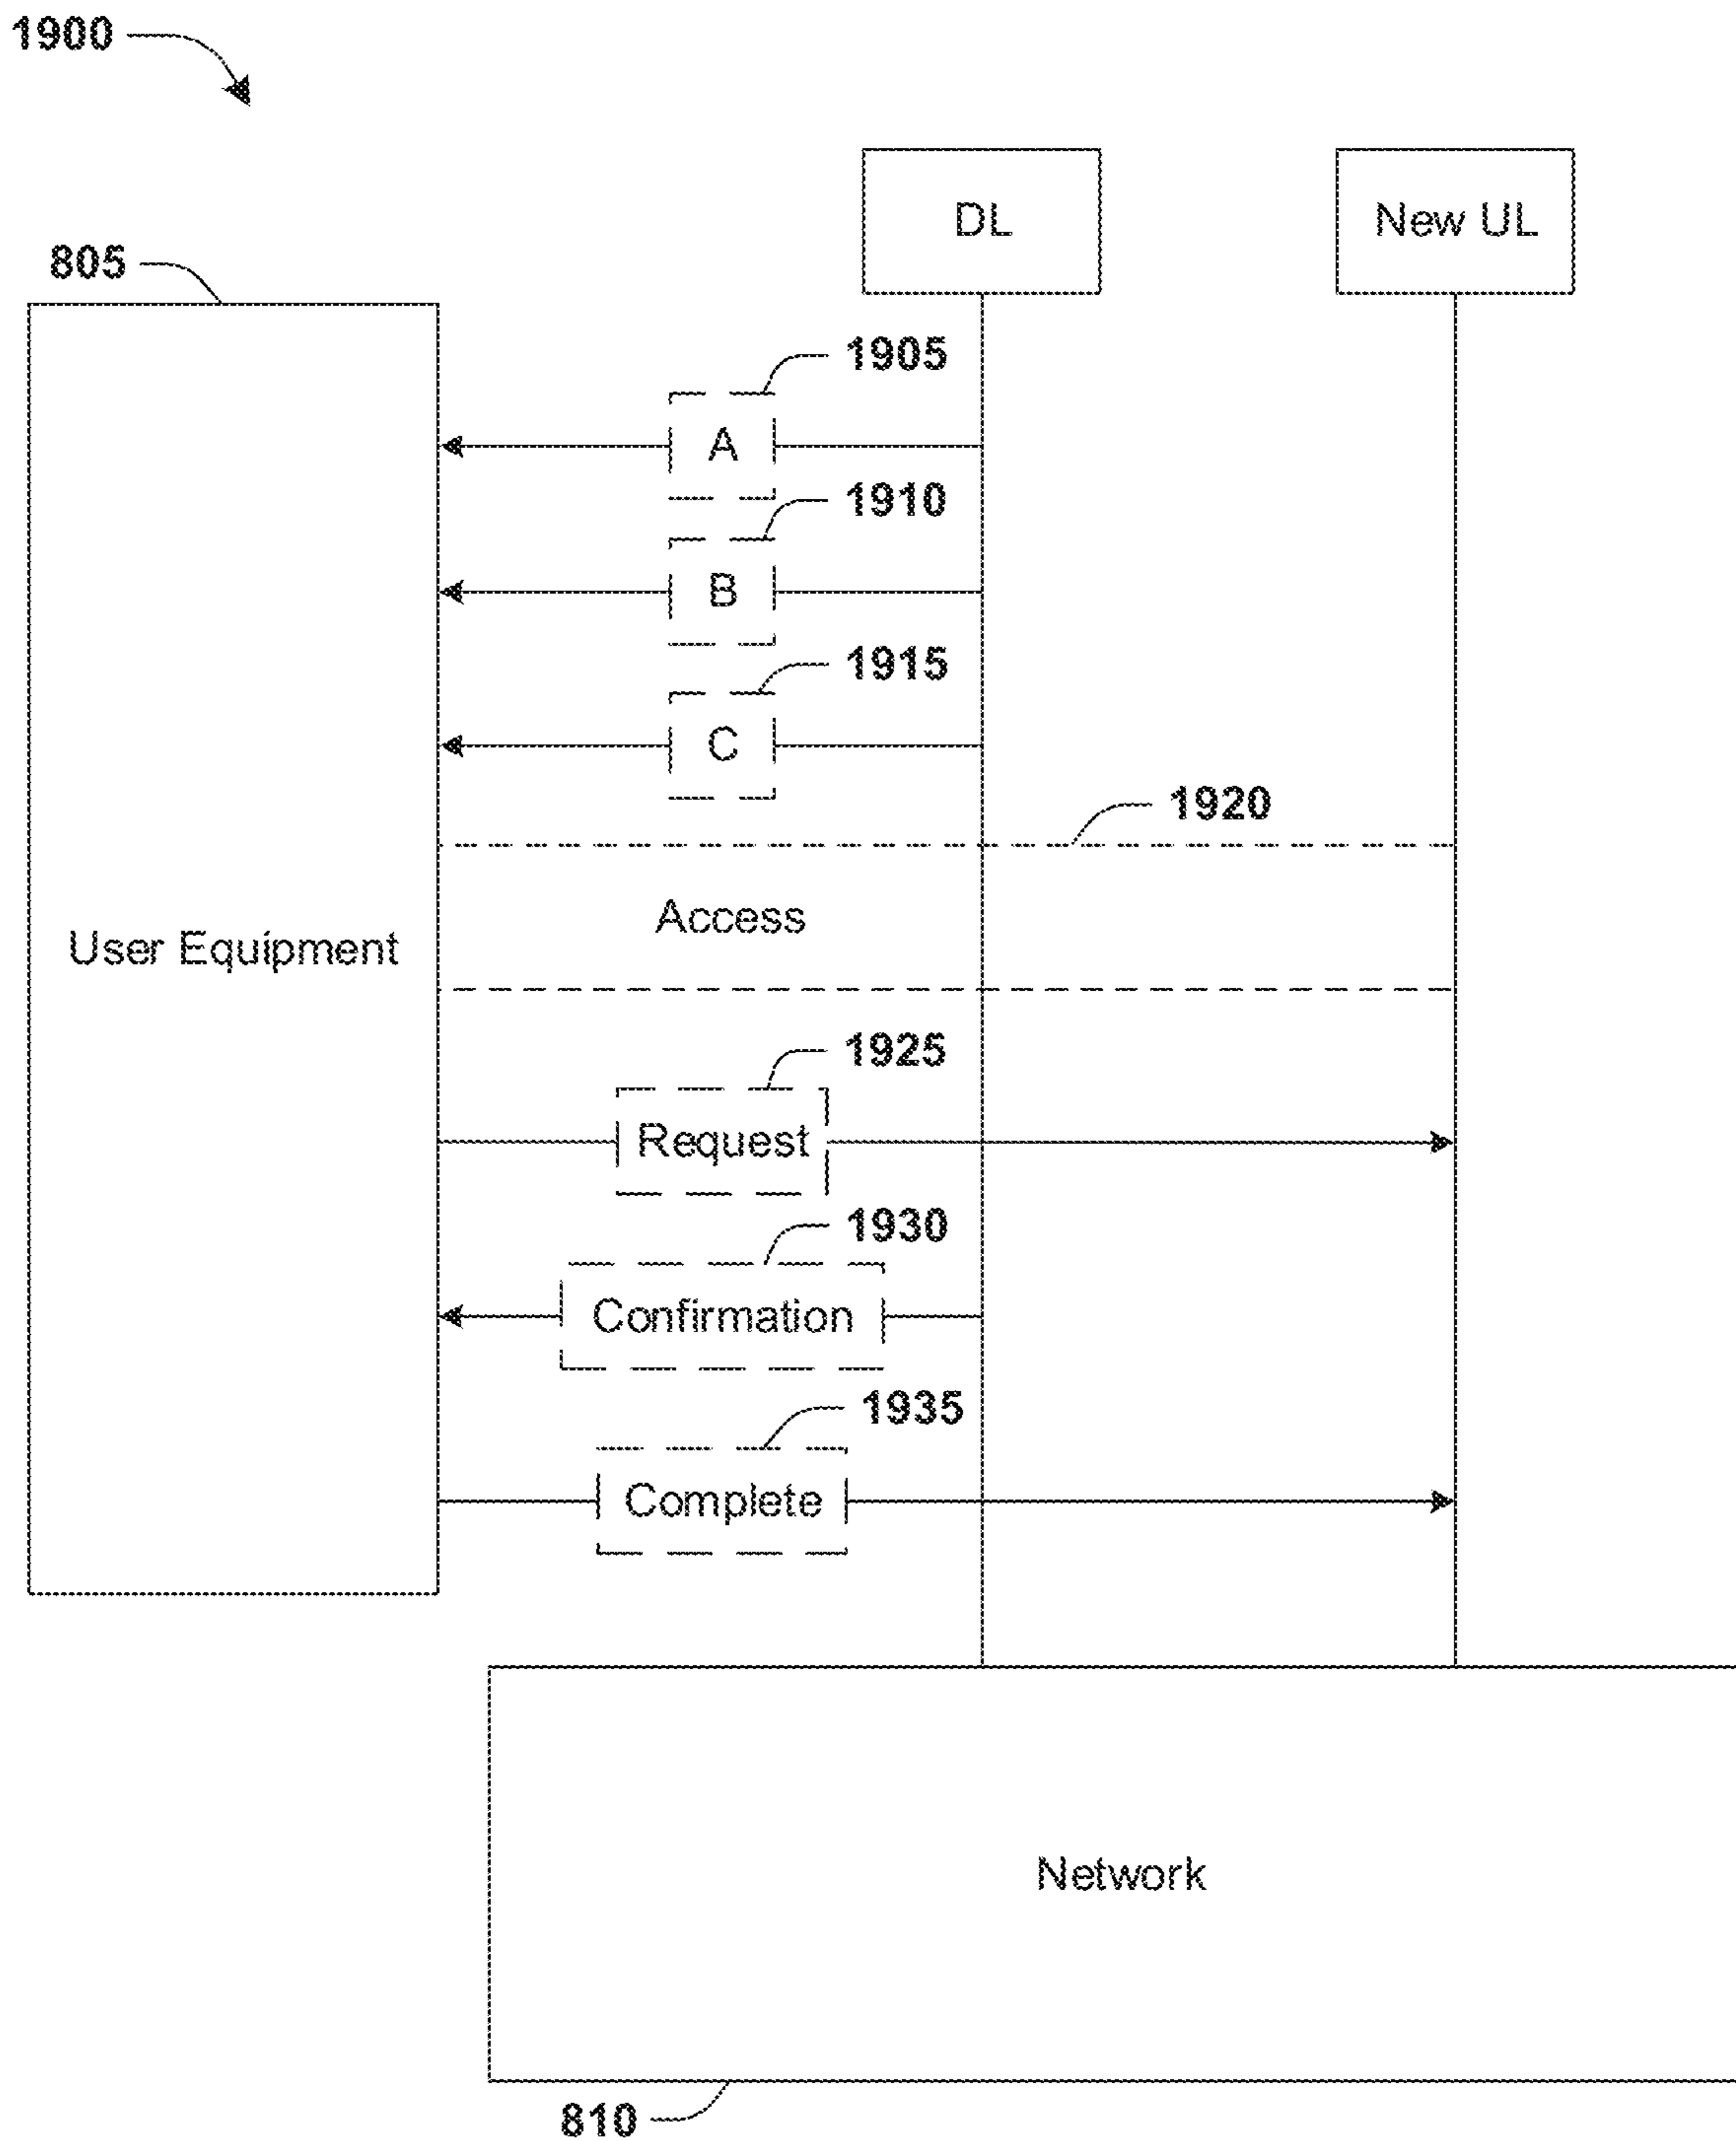 1900
DL
New UL
805
1905
A
1910
B
1915
C
1920
Access
User Equipment
1925
Request
1930
Confirmation
1935
Complete
Network
810